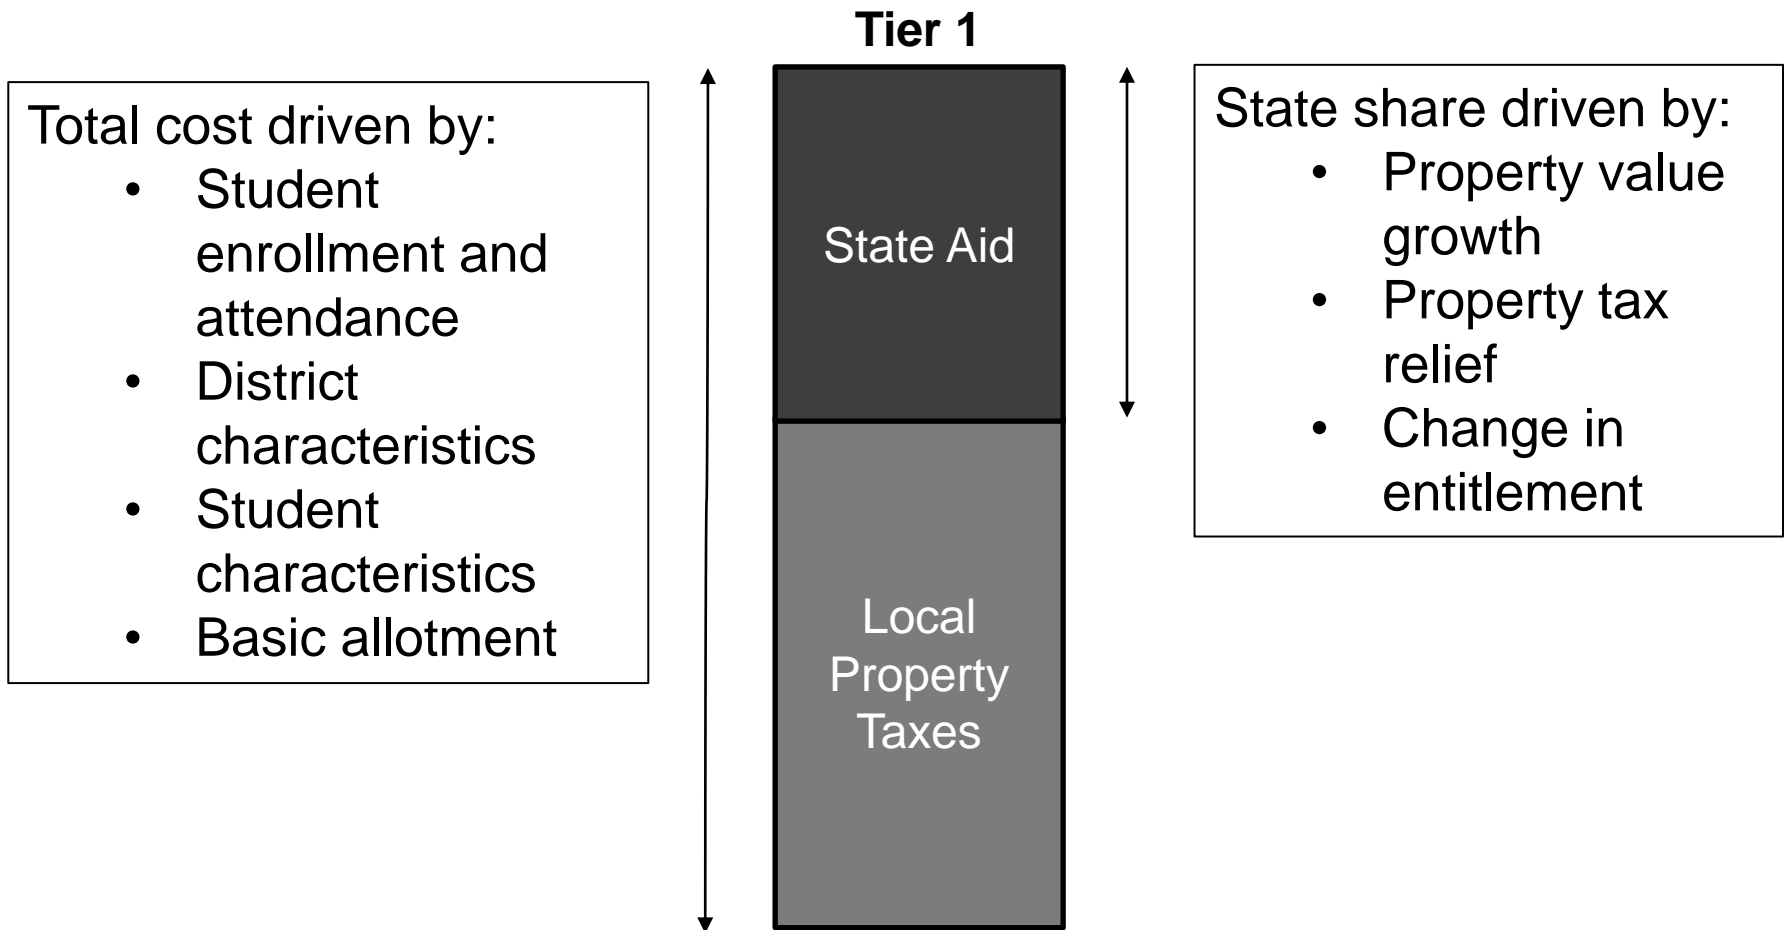 Tier 1
Total cost driven by:
• Student
enrollment and
attendance
• District
characteristics
• Student
characteristics
• Basic allotment
State Aid
Local
Property
Taxes
State share driven by:
• Property value
growth
• Property tax
relief
• Change in
entitlement